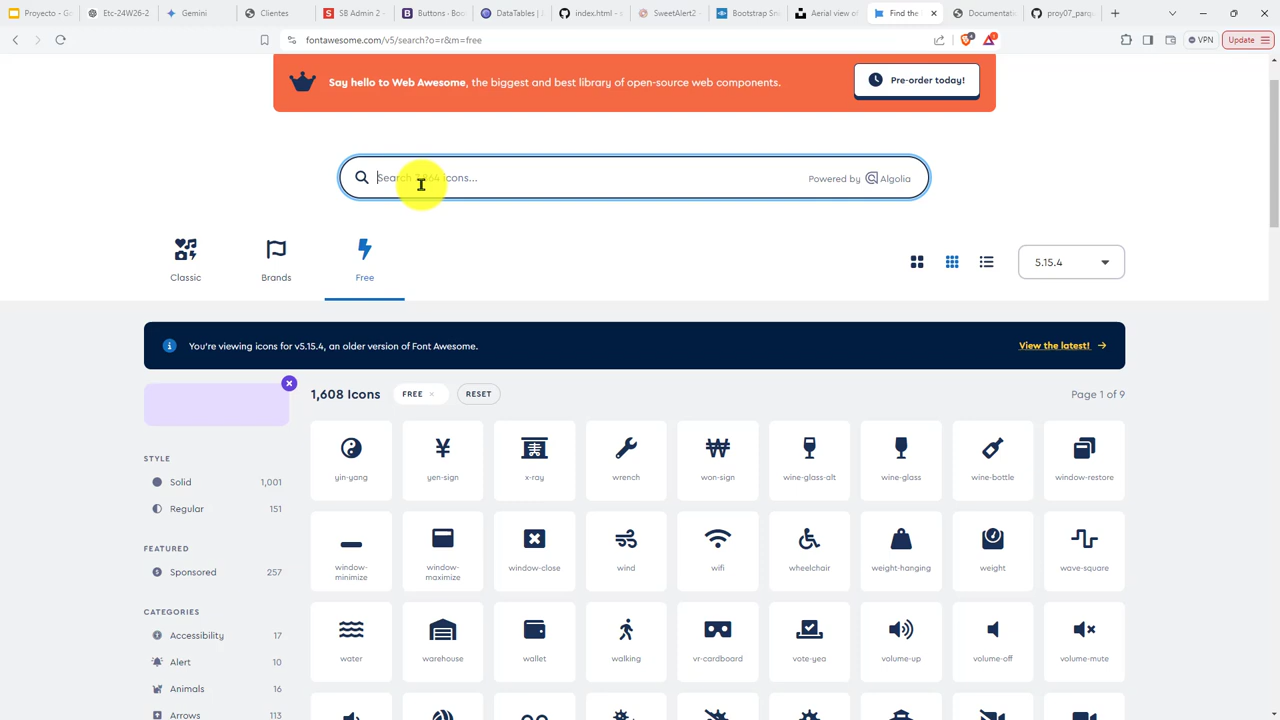 Proyecto - G
Etc-24W26-2
Gemini
Clientes
SB Admin 2 -
Buttons · Bo
DataTables | J
index.html - s
SweetAlert2
Bootstrap Sni
Aerial view of
Find the
Documentati
proy07_parq
fontawesome.com/v5/search?o=r&m=free
VPN
Update
Say hello to Web Awesome, the biggest and best library of open-source web components.
Pre-order today!
Search icons...
Powered by Algolia
Classic
Brands
Free
5.15.4
You're viewing icons for v5.15.4, an older version of Font Awesome.
View the latest!
1,608 Icons
FREE ×
RESET
Page 1 of 9
STYLE
Solid 1,001
Regular 151
FEATURED
Sponsored 257
CATEGORIES
Accessibility 17
Alert 10
Animals 16
Arrows 113
yin-yang
yen-sign
x-ray
wrench
won-sign
wine-glass-alt
wine-glass
wine-bottle
window-restore
window-
minimize
window-
maximize
window-close
wind
wifi
wheelchair
weight-hanging
weight
wave-square
water
warehouse
wallet
walking
vr-cardboard
vote-yea
volume-up
volume-off
volume-mute